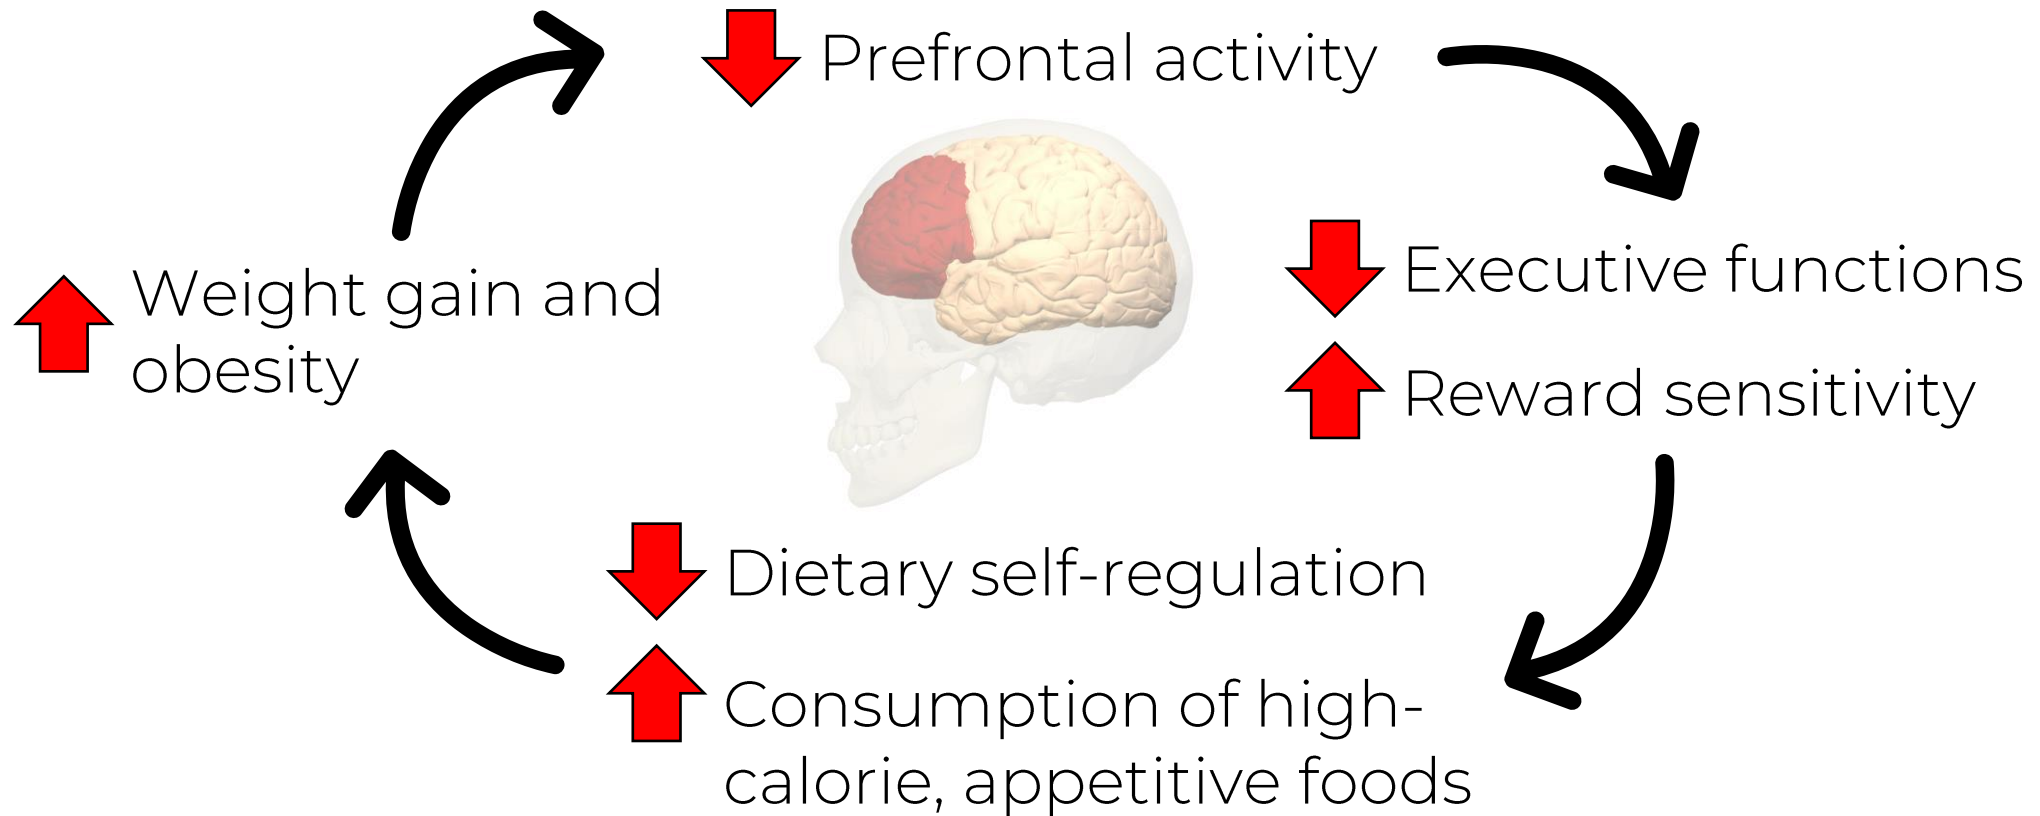 Prefrontal activity
Executive functions
Reward sensitivity
Dietary self-regulation
Consumption of high-
calorie, appetitive foods
Weight gain and
obesity